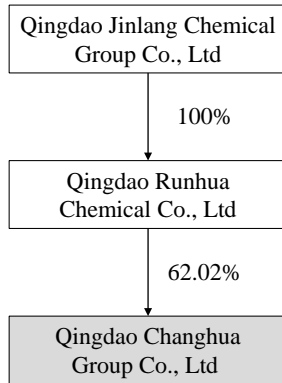 Qingdao Jinlang Chemical
Group Co., Ltd
100%
Qingdao Runhua
Chemical Co., Ltd
62.02%
Qingdao Changhua
Group Co., Ltd